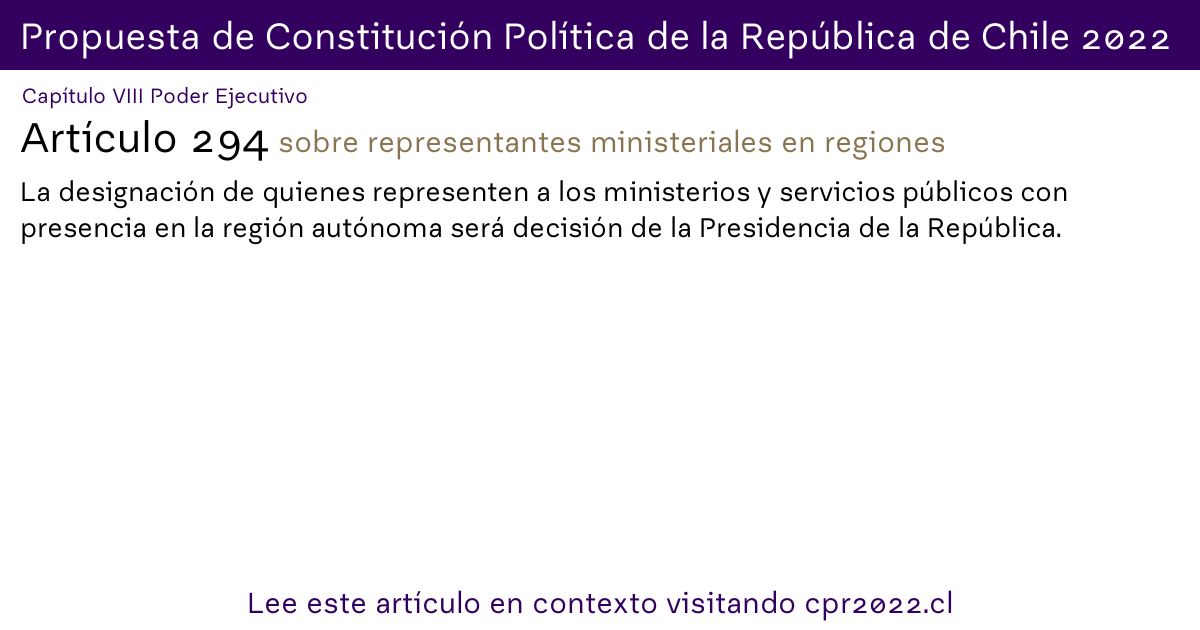 Propuesta de Constitución Política de la República de Chile 2022
Capítulo VIII Poder Ejecutivo
Artículo 294 sobre representantes ministeriales en regiones
La designación de quienes representen a los ministerios y servicios públicos con
presencia en la región autónoma será decisión de la Presidencia de la República.
Lee este artículo en contexto visitando cpr2022.cl